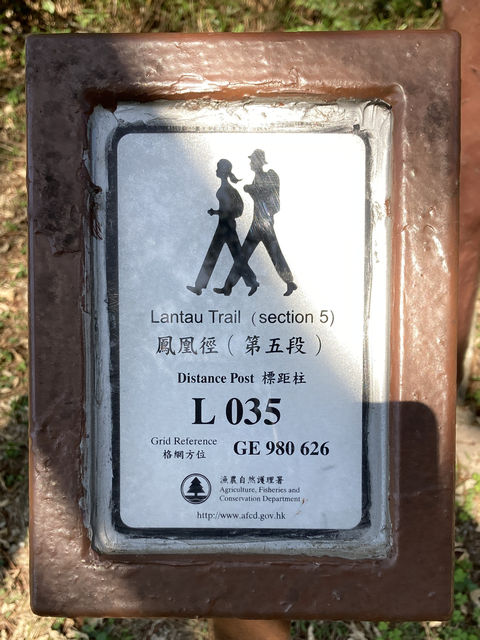 Lantau Trail (section 5)
鳳凰徑(第五段)
Distance Post 標距柱
L 035
Grid Reference GE 980 626
格網方位
漁農自然護理署
Agriculture, Fisheries and
Conservation Department
http://www.afcd.gov.hk